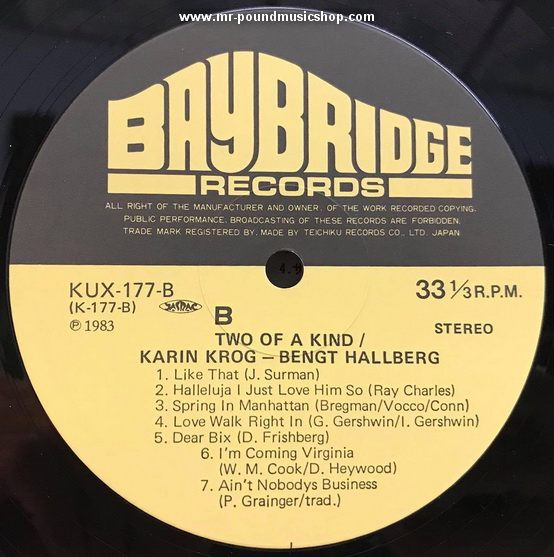 www.mr-poundmusicshop.com
BAYBRIDGE
RECORDS
ALL RIGHT OF THE MANUFACTURER AND OWNER. OF THE WORK RECORDED COPYING.
PUBLIC PERFORMANCE. BROADCASTING OF THESE RECORDS ARE FORBIDDEN.
TRADE MARK REGISTERED BY. MADE BY TEICHIKU RECORDS CO., LTD. JAPAN
KUX-177-B
(K-177-B)
℗ 1983
JASRAC
B
33 1/3 R.P.M.
STEREO
TWO OF A KIND /
KARIN KROG – BENGT HALLBERG
1. Like That (J. Surman)
2. Halleluja I Just Love Him So (Ray Charles)
3. Spring In Manhattan (Bregman/Vocco/Conn)
4. Love Walk Right In (G. Gershwin/I. Gershwin)
5. Dear Bix (D. Frishberg)
6. I'm Coming Virginia
(W. M. Cook/D. Heywood)
7. Ain't Nobodys Business
(P. Grainger/trad.)